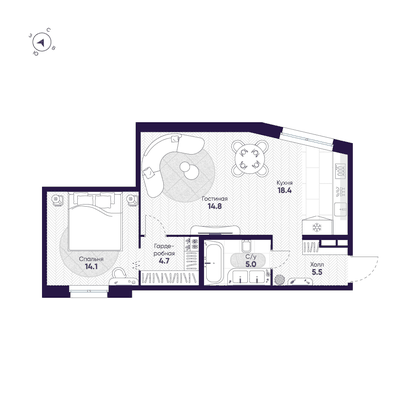 С
В
Ю
З
Гостиная
14.8
Кухня
18.4
Спальня
14.1
Гарде-
робная
4.7
С/у
5.0
Холл
5.5